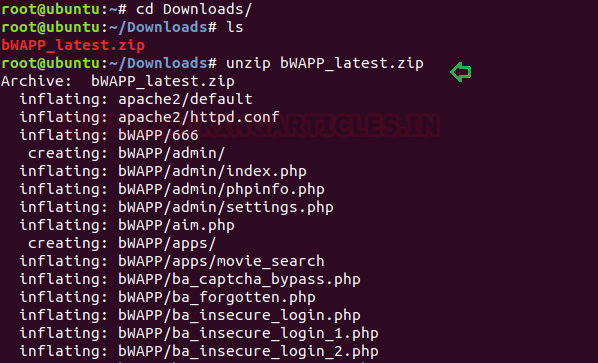 root@ubuntu:~# cd Downloads/
root@ubuntu:~/Downloads# ls
bWAPP_latest.zip
root@ubuntu:~/Downloads# unzip bWAPP_latest.zip
Archive:  bWAPP_latest.zip
  inflating: apache2/default
  inflating: apache2/httpd.conf
  inflating: bWAPP/666
   creating: bWAPP/admin/
  inflating: bWAPP/admin/index.php
  inflating: bWAPP/admin/phpinfo.php
  inflating: bWAPP/admin/settings.php
  inflating: bWAPP/aim.php
   creating: bWAPP/apps/
  inflating: bWAPP/apps/movie_search
  inflating: bWAPP/ba_captcha_bypass.php
  inflating: bWAPP/ba_forgotten.php
  inflating: bWAPP/ba_insecure_login.php
  inflating: bWAPP/ba_insecure_login_1.php
  inflating: bWAPP/ba_insecure_login_2.php